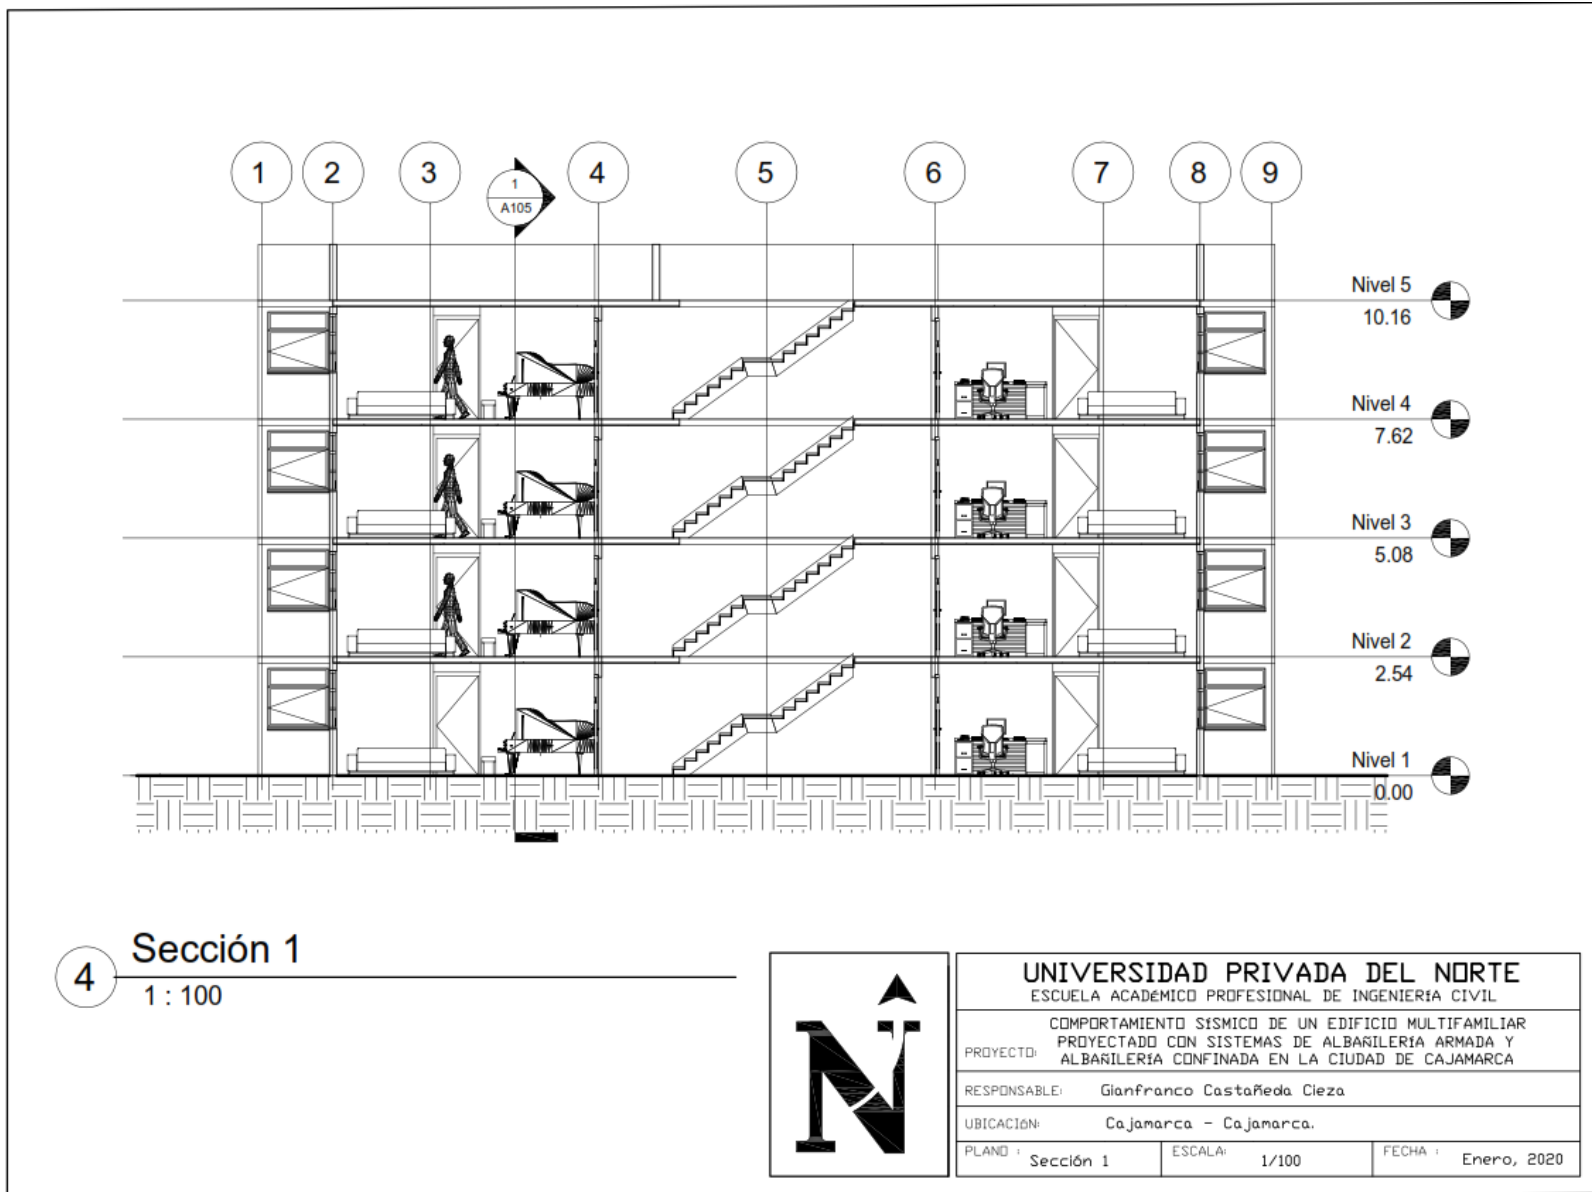 1 2 3 4 5 6 7 8 9
1
A105
Nivel 5
10.16
Nivel 4
7.62
Nivel 3
5.08
Nivel 2
2.54
Nivel 1
0.00
4
Sección 1
1 : 100
N
UNIVERSIDAD PRIVADA DEL NORTE
ESCUELA ACADéMICO PROFESIONAL DE INGENIERíA CIVIL
PROYECTO:
COMPORTAMIENTO SíSMICO DE UN EDIFICIO MULTIFAMILIAR
PROYECTADO CON SISTEMAS DE ALBAñILERíA ARMADA Y
ALBAñILERíA CONFINADA EN LA CIUDAD DE CAJAMARCA
RESPONSABLE: Gianfranco Castañeda Cieza
UBICACIóN: Cajamarca - Cajamarca.
PLANO : Sección 1
ESCALA: 1/100
FECHA : Enero, 2020